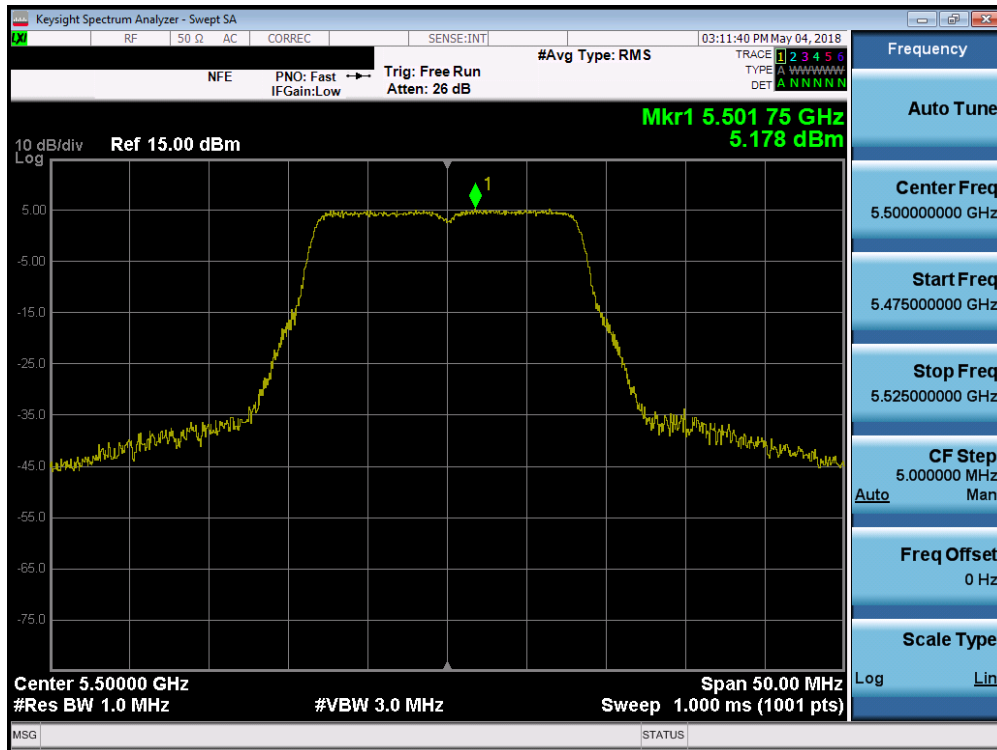 Keysight Spectrum Analyzer - Swept SA
LXI RF 50 Ω AC CORREC SENSE:INT 03:11:40 PM May 04, 2018
#Avg Type: RMS TRACE 1 2 3 4 5 6
NFE PNO: Fast Trig: Free Run TYPE A WWWWW
IFGain:Low Atten: 26 dB DET A N N N N N
Mkr1 5.501 75 GHz
5.178 dBm
10 dB/div Ref 15.00 dBm
Log
1
5.00
-5.00
-15.0
-25.0
-35.0
-45.0
-55.0
-65.0
-75.0
Center 5.50000 GHz Span 50.00 MHz
#Res BW 1.0 MHz #VBW 3.0 MHz Sweep 1.000 ms (1001 pts)
MSG STATUS
Frequency
Auto Tune
Center Freq
5.500000000 GHz
Start Freq
5.475000000 GHz
Stop Freq
5.525000000 GHz
CF Step
5.000000 MHz
Auto Man
Freq Offset
0 Hz
Scale Type
Log Lin